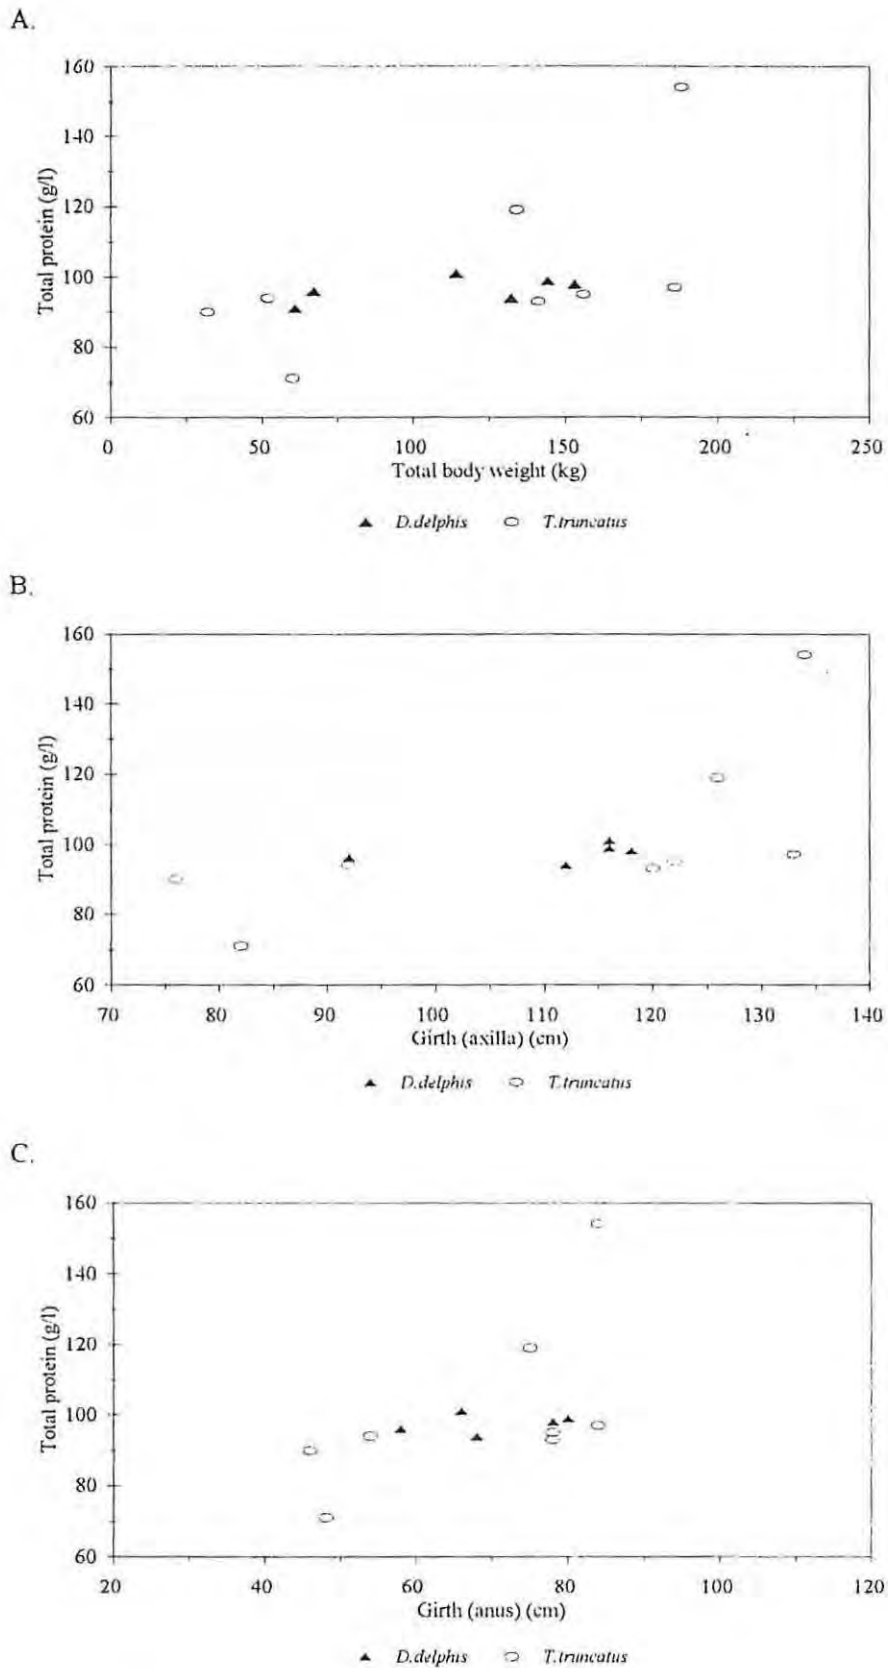 A.
160
140
120
100
80
60
Total protein (g/l)
0 50 100 150 200 250
Total body weight (kg)
D.delphis T.truncatus
B.
160
140
120
100
80
60
Total protein (g/l)
70 80 90 100 110 120 130 140
Girth (axilla) (cm)
D.delphis T.truncatus
C.
160
140
120
100
80
60
Total protein (g/l)
20 40 60 80 100 120
Girth (anus) (cm)
D.delphis T.truncatus